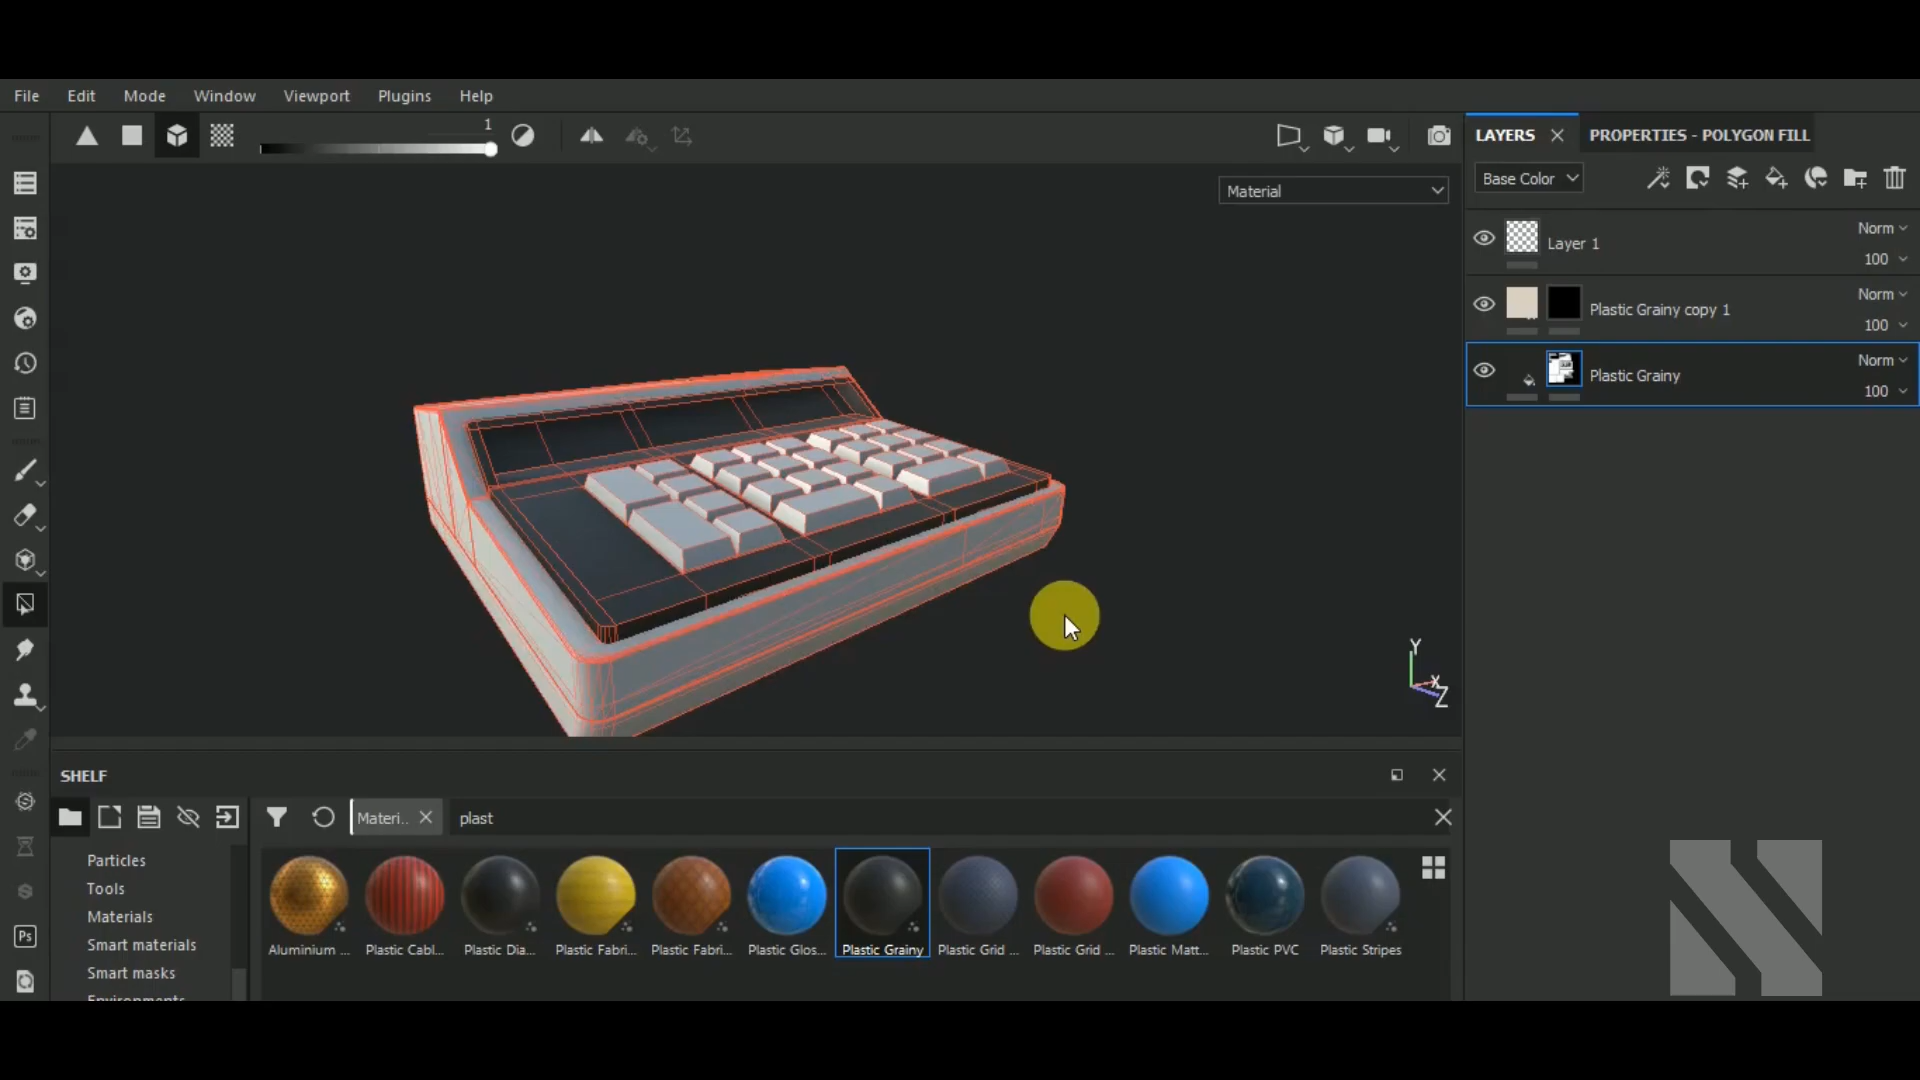 File Edit Mode Window Viewport Plugins Help
1
LAYERS
PROPERTIES - POLYGON FILL
Base Color
Material
Layer 1
Norm
100
Plastic Grainy copy 1
Norm
100
Plastic Grainy
Norm
100
Y
X
Z
SHELF
Materi..
plast
Particles
Tools
Materials
Smart materials
Smart masks
Environments
Aluminium ...
Plastic Cabl...
Plastic Dia...
Plastic Fabri...
Plastic Fabri...
Plastic Glos...
Plastic Grainy
Plastic Grid ...
Plastic Grid ...
Plastic Matt...
Plastic PVC
Plastic Stripes
Ps